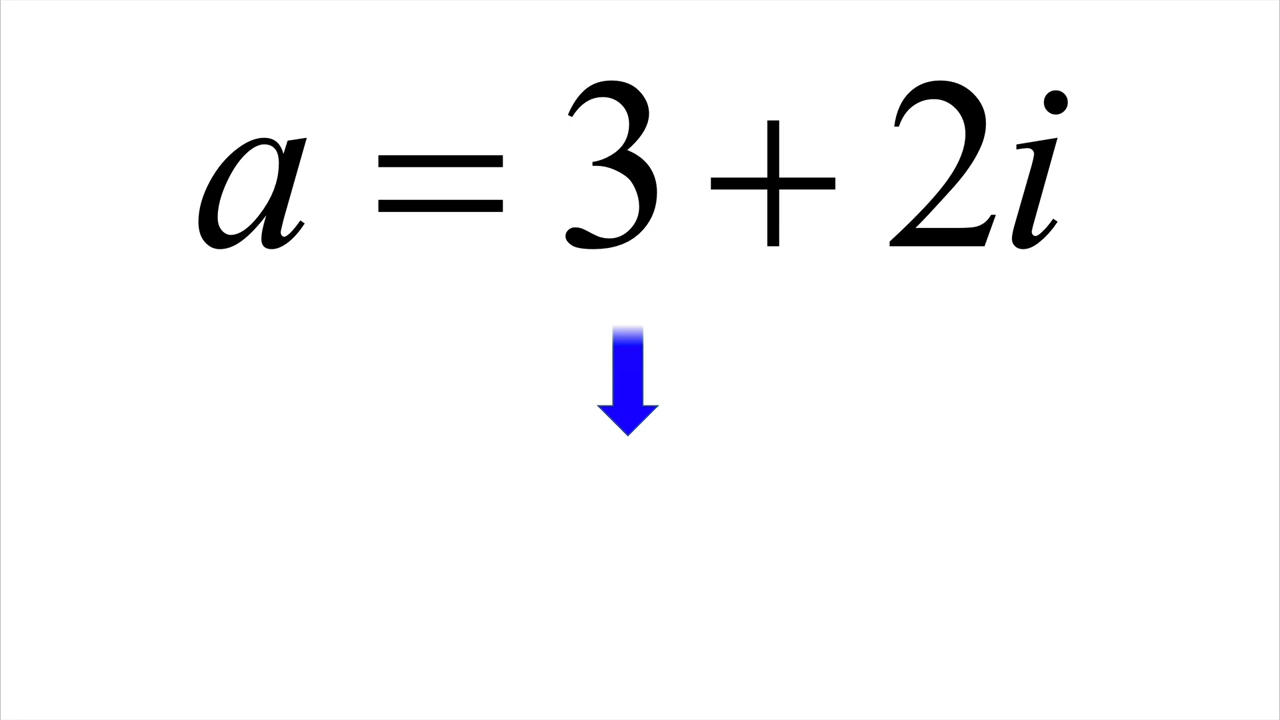 a = 3 + 2i